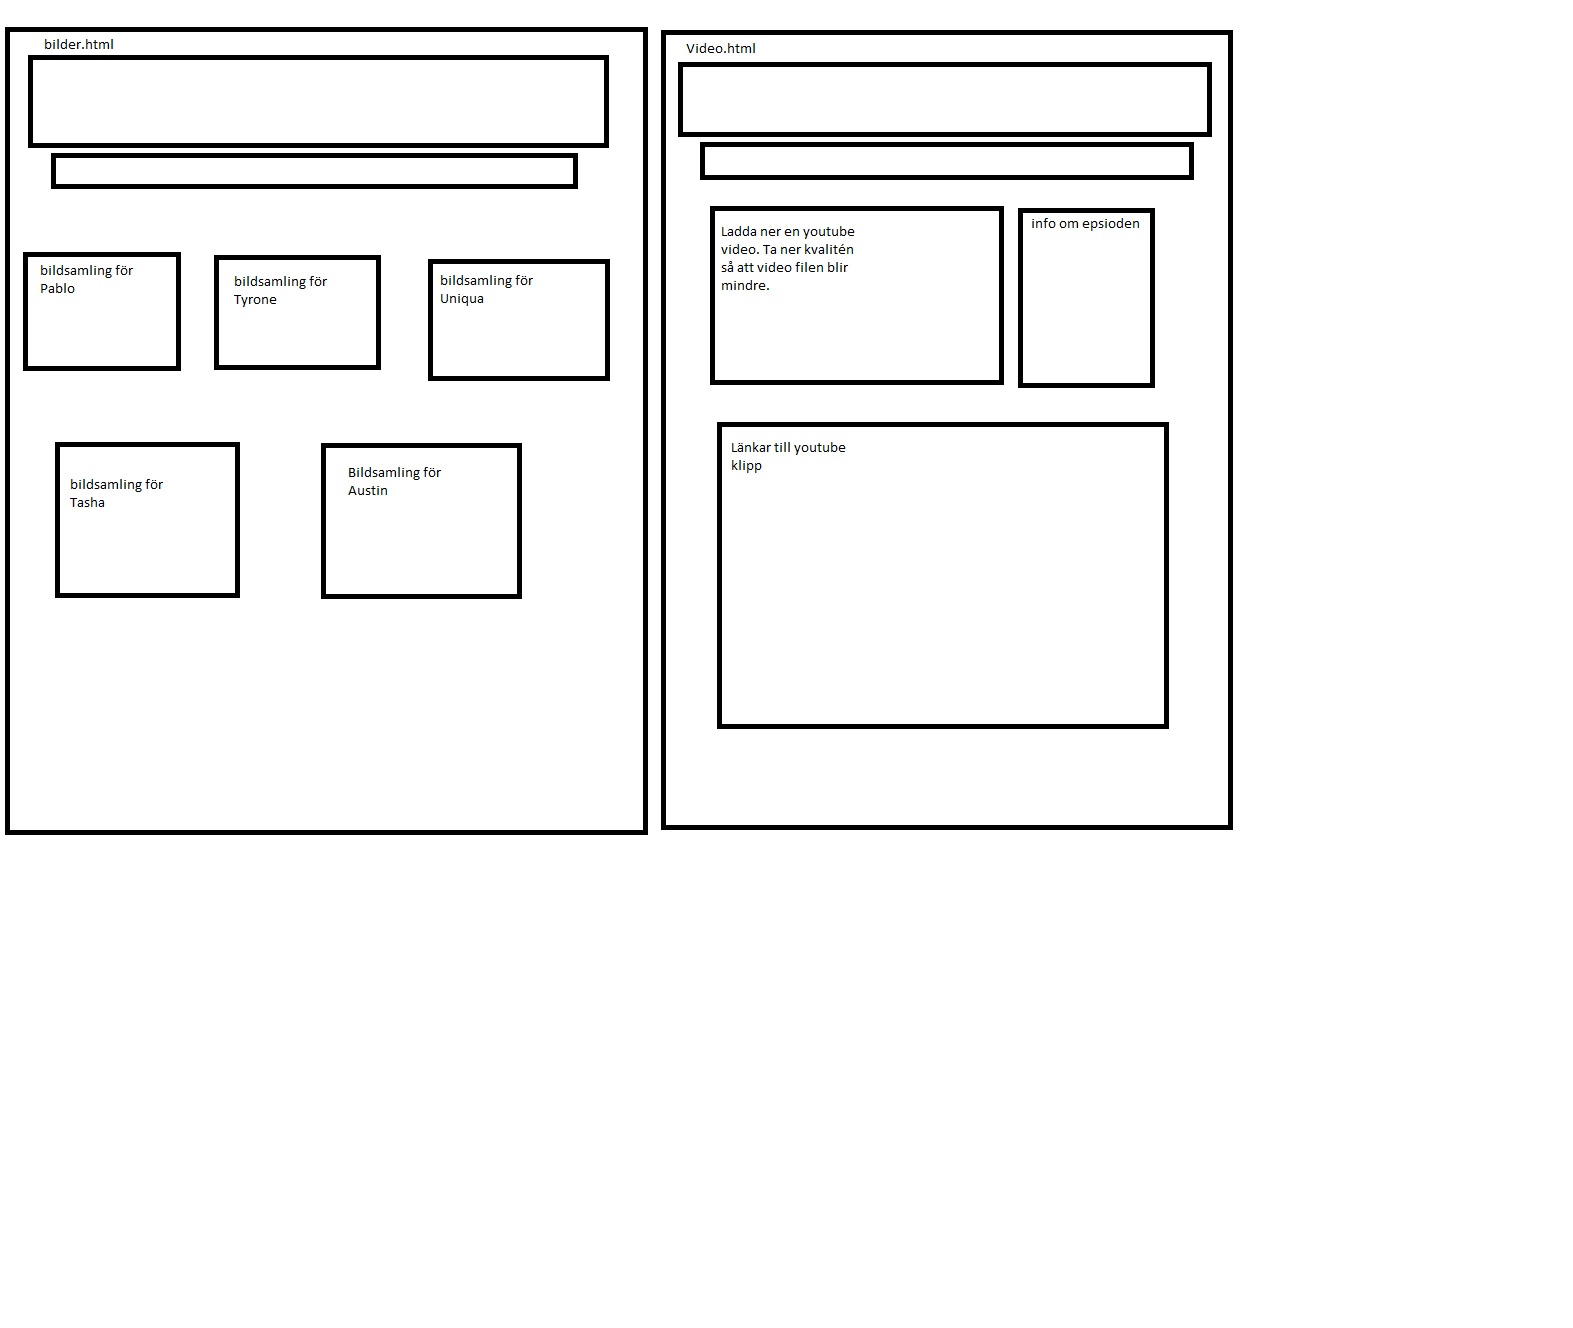 bilder.html
bildsamling för
Pablo
bildsamling för
Tyrone
bildsamling för
Uniqua
bildsamling för
Tasha
Bildsamling för
Austin
Video.html
Ladda ner en youtube
video. Ta ner kvalitén
så att video filen blir
mindre.
info om epsioden
Länkar till youtube
klipp